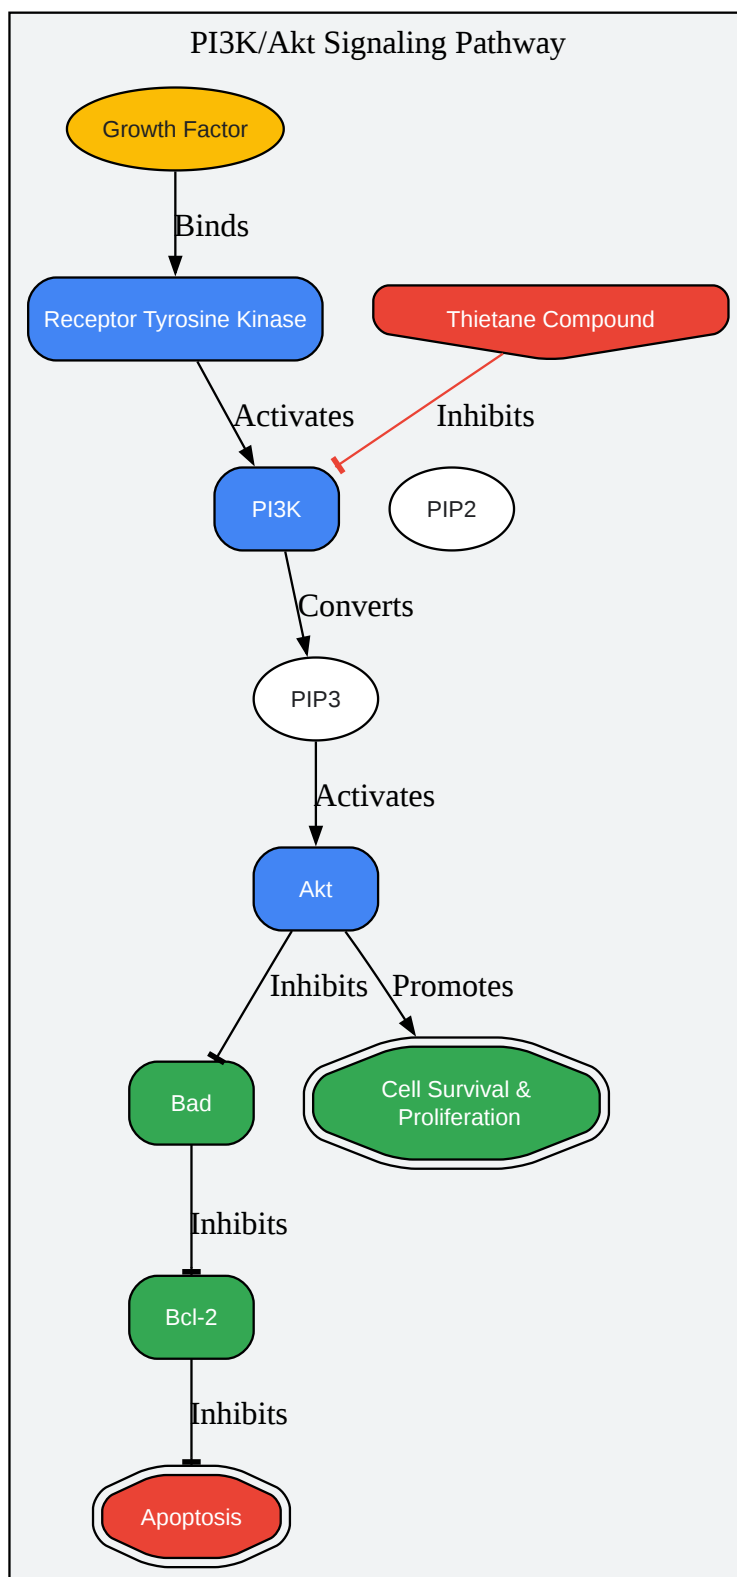 PI3K/Akt Signaling Pathway
Growth Factor
Binds
Receptor Tyrosine Kinase
Thietane Compound
Activates
Inhibits
PI3K
PIP2
Converts
PIP3
Activates
Akt
Inhibits
Promotes
Bad
Cell Survival &
Proliferation
Inhibits
Bcl-2
Inhibits
Apoptosis